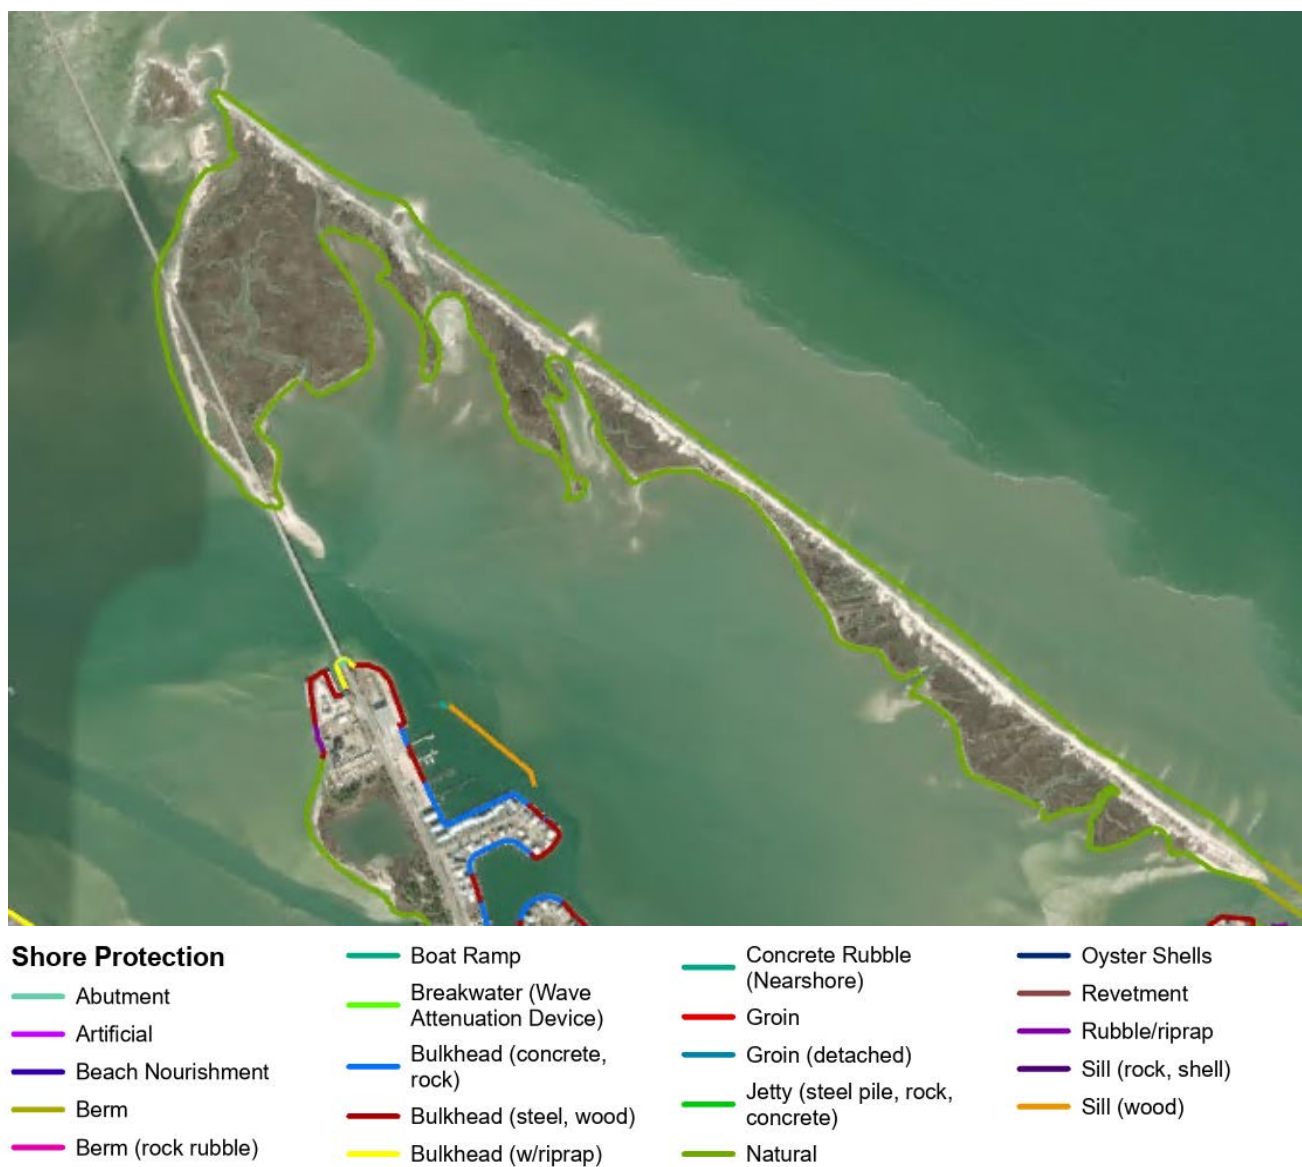 Shore Protection
Abutment
Artificial
Beach Nourishment
Berm
Berm (rock rubble)
Boat Ramp
Breakwater (Wave
Attenuation Device)
Bulkhead (concrete,
rock)
Bulkhead (steel, wood)
Bulkhead (w/riprap)
Concrete Rubble
(Nearshore)
Groin
Groin (detached)
Jetty (steel pile, rock,
concrete)
Natural
Oyster Shells
Revetment
Rubble/riprap
Sill (rock, shell)
Sill (wood)